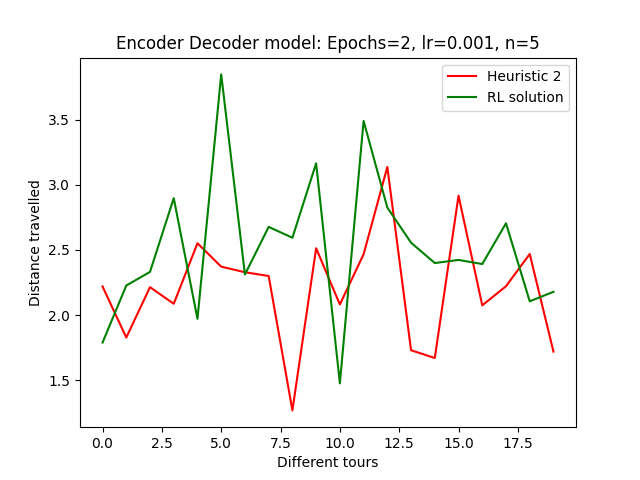 Encoder Decoder model: Epochs=2, lr=0.001, n=5
Heuristic 2
RL solution
Distance travelled
3.5
3.0
2.5
2.0
1.5
0.0 2.5 5.0 7.5 10.0 12.5 15.0 17.5
Different tours